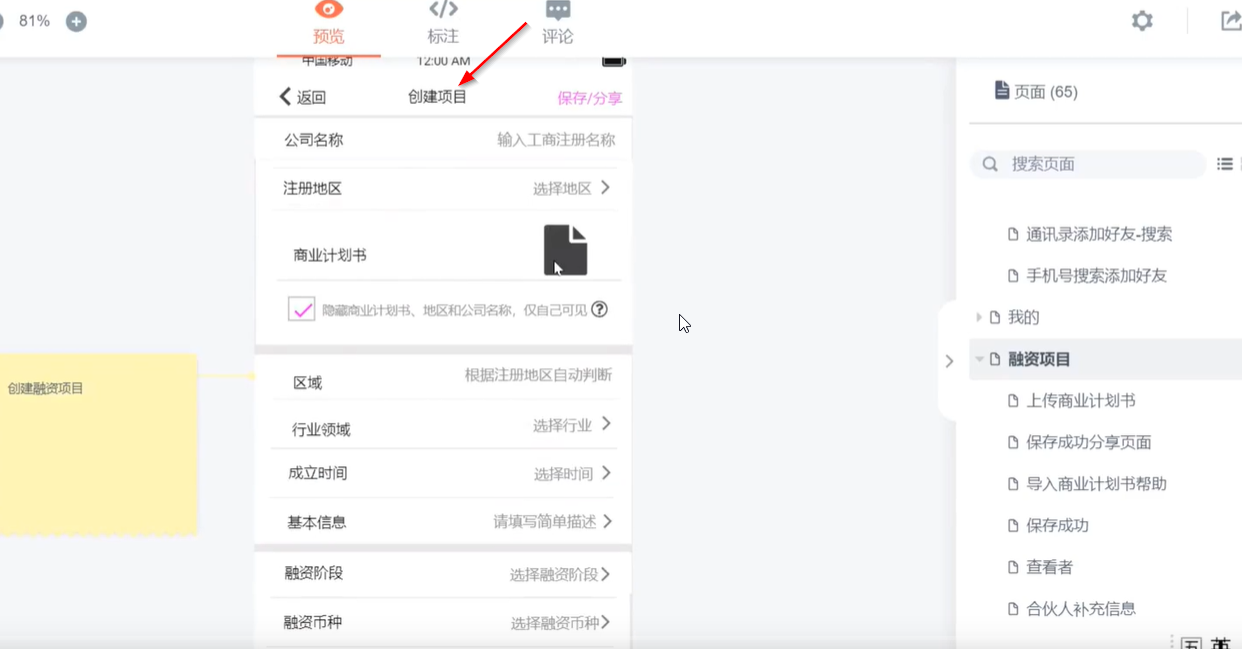 81%
预览
标注
评论
中国移动 12:00 AM
返回 创建项目 保存/分享
公司名称 输入工商注册名称
注册地区 选择地区
商业计划书
隐藏商业计划书、地区和公司名称，仅自己可见
区域 根据注册地区自动判断
行业领域 选择行业
成立时间 选择时间
基本信息 请填写简单描述
融资阶段 选择融资阶段
融资币种 选择融资币种
创建融资项目
页面 (65)
搜索页面
通讯录添加好友-搜索
手机号搜索添加好友
我的
融资项目
上传商业计划书
保存成功分享页面
导入商业计划书帮助
保存成功
查看者
合伙人补充信息
五 英